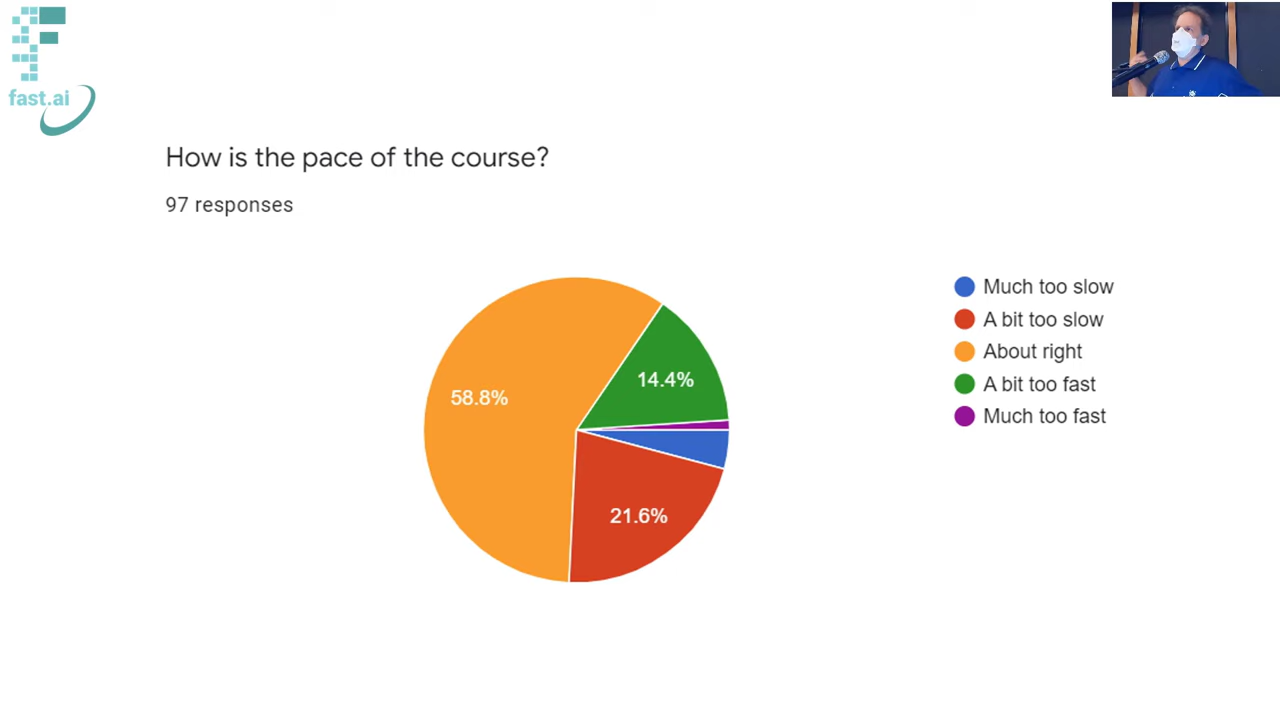 fast.ai
How is the pace of the course?
97 responses
Much too slow
A bit too slow
About right
A bit too fast
Much too fast
14.4%
58.8%
21.6%